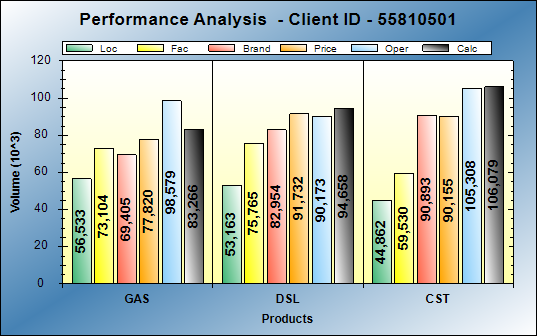 Performance Analysis - Client ID - 55810501
Loc Fac Brand Price Oper Calc
Volume (10^3)
120
100
80
60
40
20
0
56,533 73,104 69,405 77,820 98,579 83,266
53,163 75,765 82,954 91,732 90,173 94,658
44,862 59,530 90,893 90,155 105,308 106,079
GAS DSL CST
Products